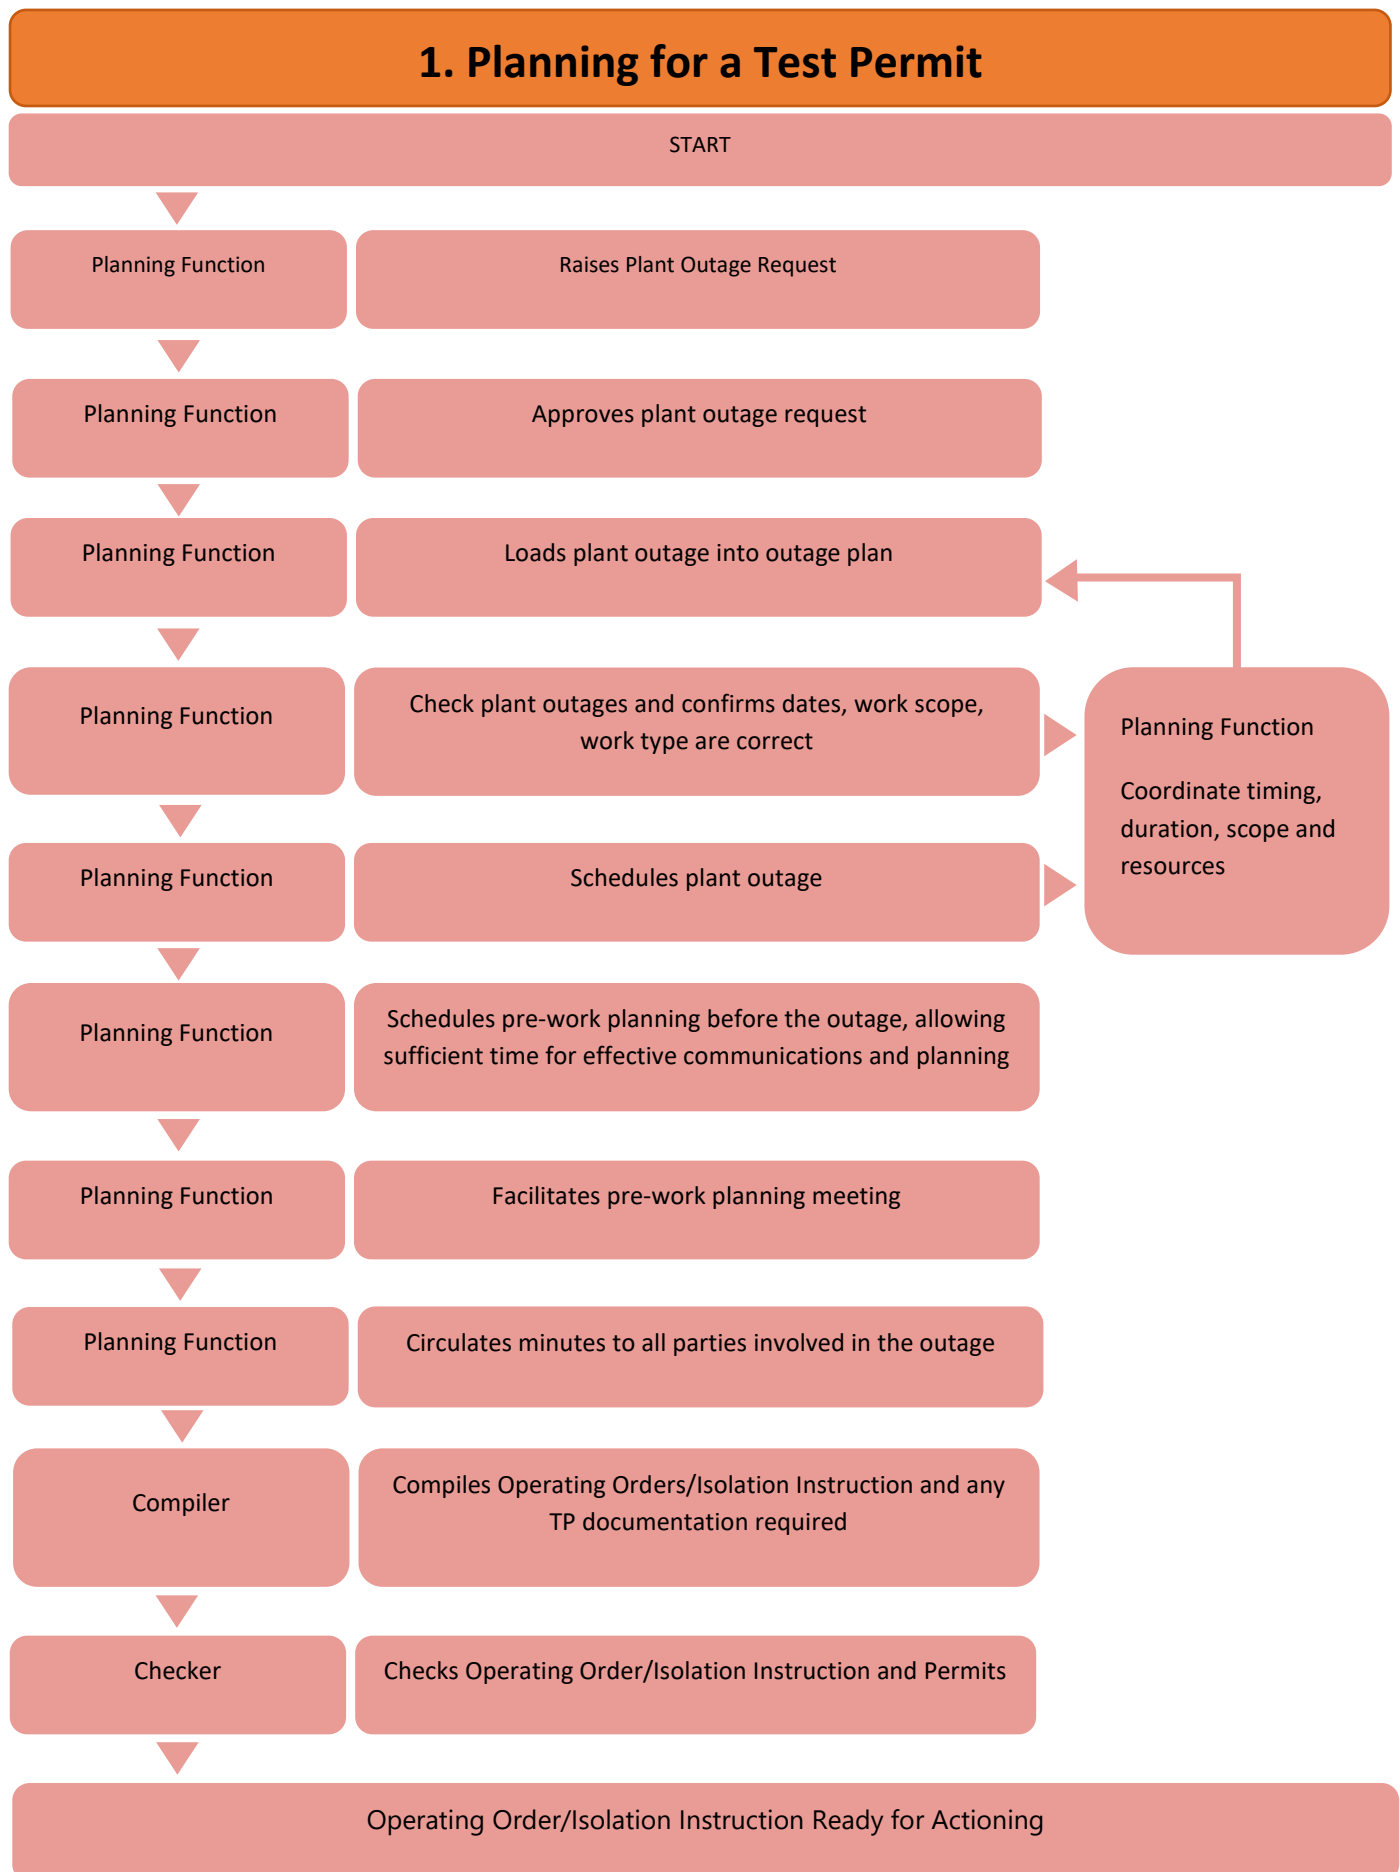 1. Planning for a Test Permit
START
Planning Function
Raises Plant Outage Request
Planning Function
Approves plant outage request
Planning Function
Loads plant outage into outage plan
Planning Function
Check plant outages and confirms dates, work scope,
work type are correct
Planning Function
Coordinate timing,
duration, scope and
resources
Planning Function
Schedules plant outage
Planning Function
Schedules pre-work planning before the outage, allowing
sufficient time for effective communications and planning
Planning Function
Facilitates pre-work planning meeting
Planning Function
Circulates minutes to all parties involved in the outage
Compiler
Compiles Operating Orders/Isolation Instruction and any
TP documentation required
Checker
Checks Operating Order/Isolation Instruction and Permits
Operating Order/Isolation Instruction Ready for Actioning